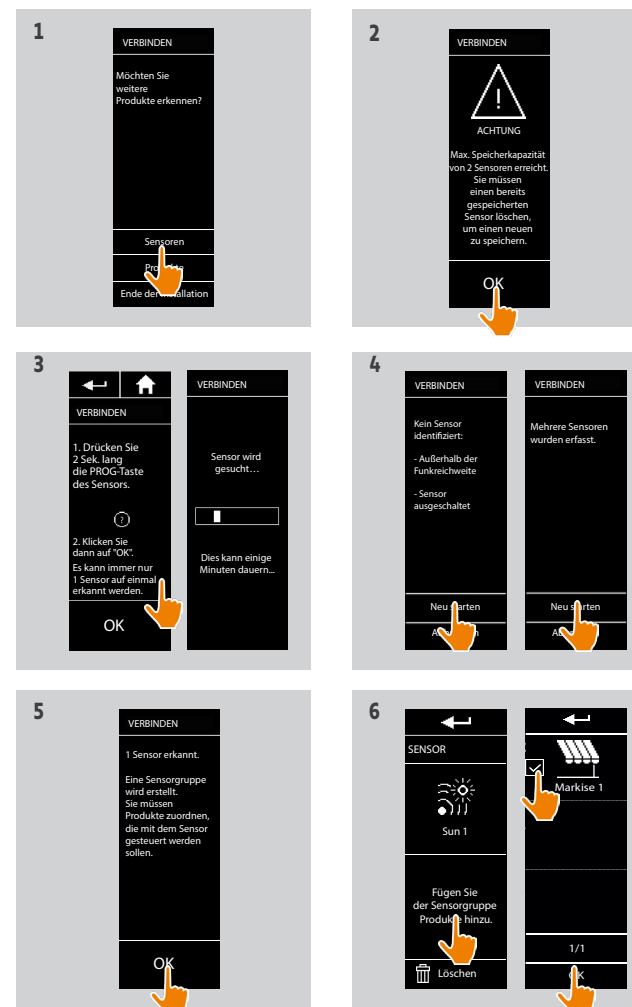 1
VERBINDEN
Möchten Sie
weitere
Produkte erkennen?
Sensoren
Ende der Installation
2
VERBINDEN
!
ACHTUNG
Max. Speicherkapazität
von 2 Sensoren erreicht.
Sie müssen
einen bereits
gespeicherten
Sensor löschen,
um einen neuen
zu speichern.
OK
3
VERBINDEN
1. Drücken Sie
2 Sek. lang
die PROG-Taste
des Sensors.
?
2. Klicken Sie
dann auf "OK".
Es kann immer nur
1 Sensor auf einmal
erkannt werden.
OK
VERBINDEN
Sensor wird
gesucht…
Dies kann einige
Minuten dauern...
4
VERBINDEN
Kein Sensor
identifiziert:
- Außerhalb der
Funkreichweite
- Sensor
ausgeschaltet
Neu starten
VERBINDEN
Mehrere Sensoren
wurden erfasst.
Neu starten
5
VERBINDEN
1 Sensor erkannt.
Eine Sensorgruppe
wird erstellt.
Sie müssen
Produkte zuordnen,
die mit dem Sensor
gesteuert werden
sollen.
OK
6
SENSOR
Sun 1
Fügen Sie
der Sensorgruppe
Produkte hinzu.
Löschen
Markise 1
1/1
OK